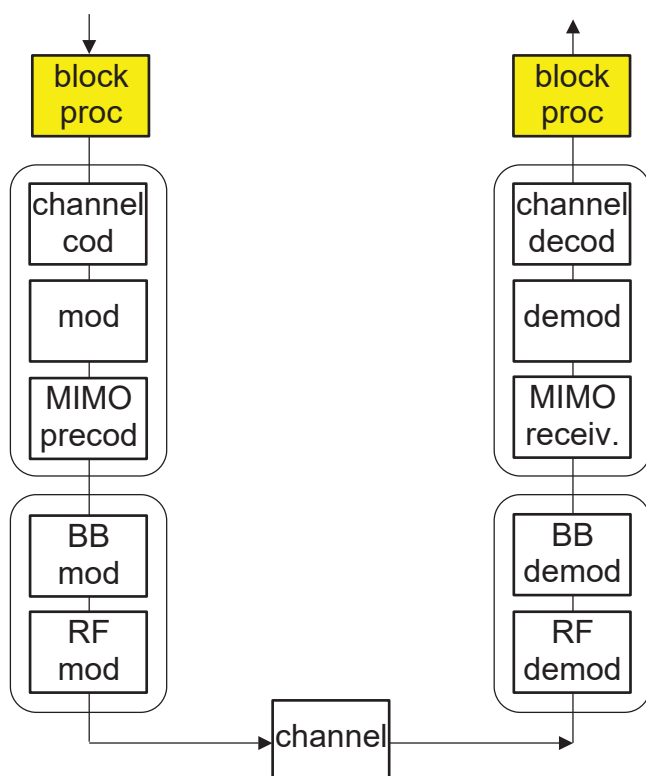 block
proc
channel
cod
mod
MIMO
precod
BB
mod
RF
mod
channel
block
proc
channel
decod
demod
MIMO
receiv.
BB
demod
RF
demod